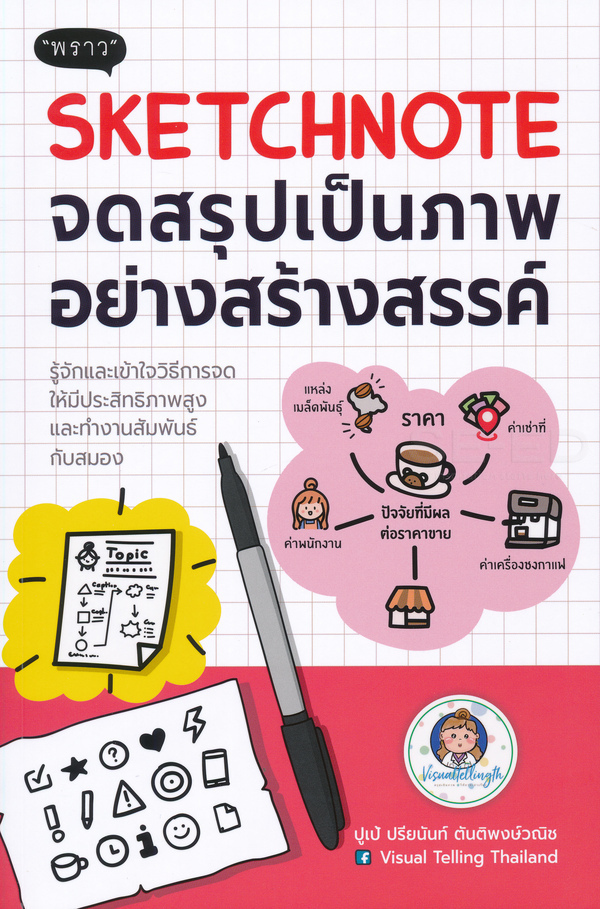 "พราว"
SKETCHNOTE
จดสรุปเป็นภาพ
อย่างสร้างสรรค์
รู้จักและเข้าใจวิธีการจด
ให้มีประสิทธิภาพสูง
และทำงานสัมพันธ์
กับสมอง
แหล่ง
เมล็ดพันธุ์
ราคา
ค่าเช่าที่
ปัจจัยที่มีผล
ต่อราคาขาย
ค่าพนักงาน
ค่าเครื่องชงกาแฟ
Topic
Visualtellingth
ปูเป้ ปรียนันท์ ตันติพงษ์วณิช
Visual Telling Thailand